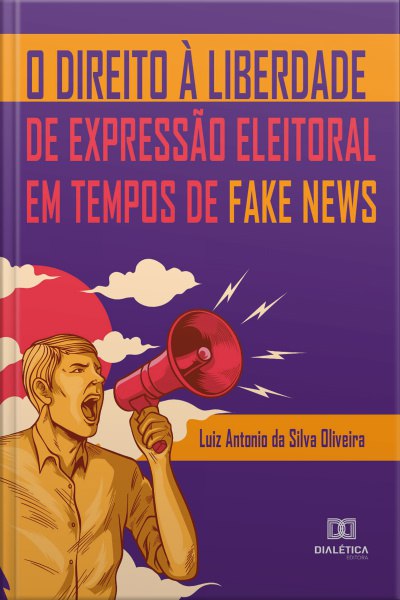 O DIREITO À LIBERDADE
DE EXPRESSÃO ELEITORAL
EM TEMPOS DE FAKE NEWS
Luiz Antonio da Silva Oliveira
DIALÉTICA
EDITORA